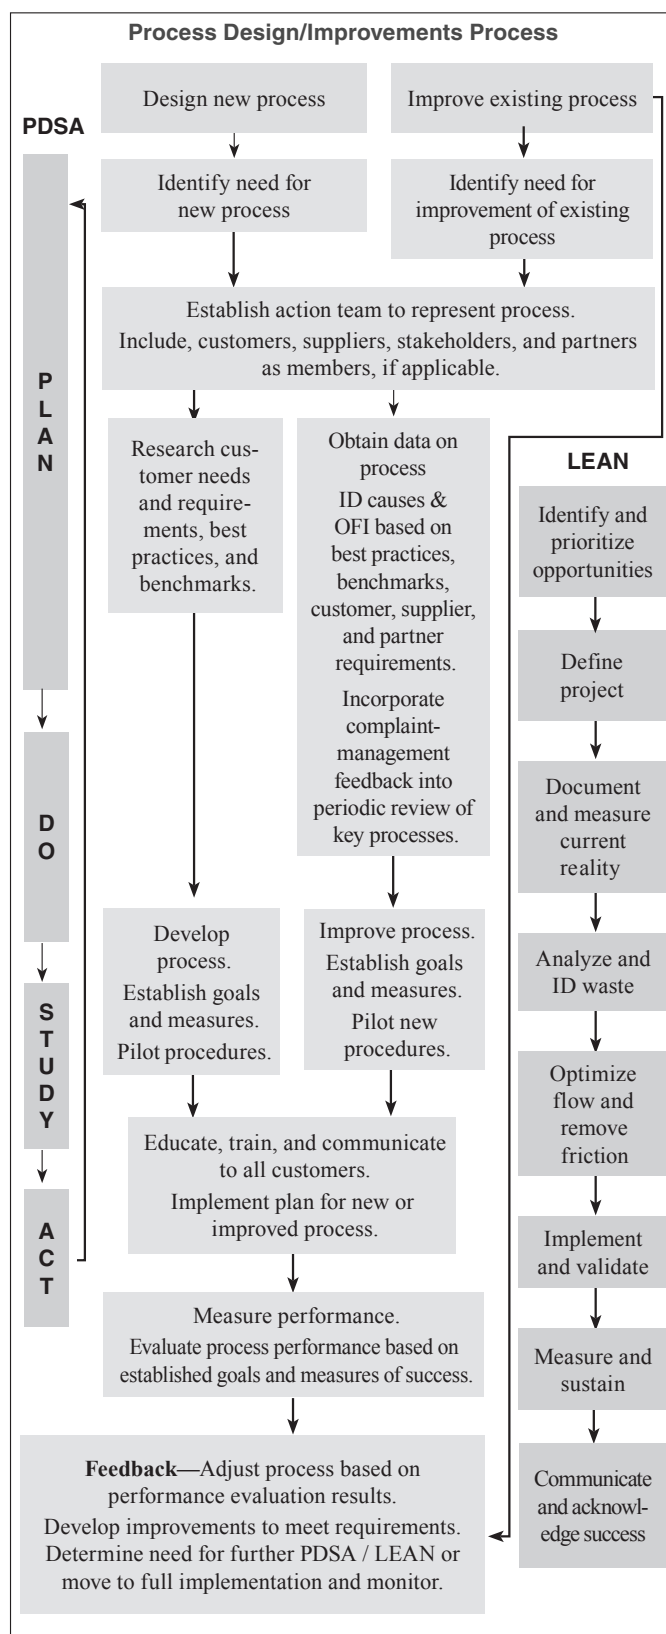 Process Design/Improvements Process
Design new process
Improve existing process
PDSA
Identify need for
new process
Identify need for
improvement of existing
process
Establish action team to represent process.
Include, customers, suppliers, stakeholders, and partners
as members, if applicable.
PLAN
Research cus-
tomer needs
and require-
ments, best
practices, and
benchmarks.
Obtain data on
process
ID causes &
OFI based on
best practices,
benchmarks,
customer, supplier,
and partner
requirements.
Incorporate
complaint-
management
feedback into
periodic review of
key processes.
DO
Develop
process.
Establish goals
and measures.
Pilot procedures.
Improve process.
Establish goals
and measures.
Pilot new
procedures.
STUDY
Educate, train, and communicate
to all customers.
Implement plan for new or
improved process.
ACT
Measure performance.
Evaluate process performance based on
established goals and measures of success.
Feedback—Adjust process based on
performance evaluation results.
Develop improvements to meet requirements.
Determine need for further PDSA / LEAN or
move to full implementation and monitor.
LEAN
Identify and
prioritize
opportunities
Define
project
Document
and measure
current
reality
Analyze and
ID waste
Optimize
flow and
remove
friction
Implement
and validate
Measure and
sustain
Communicate
and acknowl-
edge success